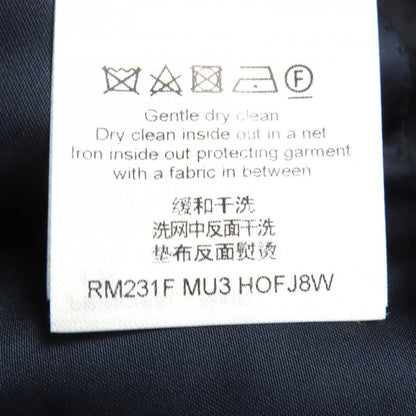 F
Gentle dry clean
Dry clean inside out in a net
Iron inside out protecting garment
with a fabric in between
缓和干洗
洗网中反面干洗
垫布反面熨烫
RM231F MU3 HOFJ8W